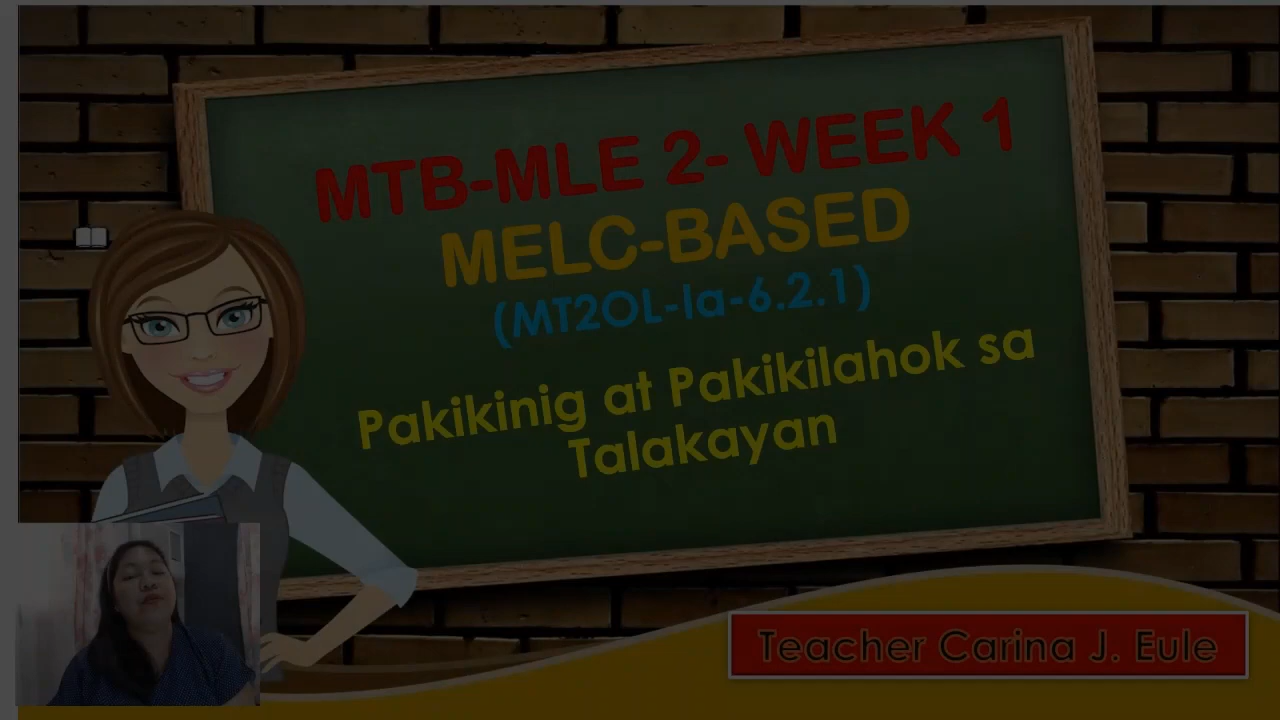 MTB-MLE 2- WEEK 1
MELC-BASED
(MT2OL-Ia-6.2.1)
Pakikinig at Pakikilahok sa
Talakayan
Teacher Carina J. Eule